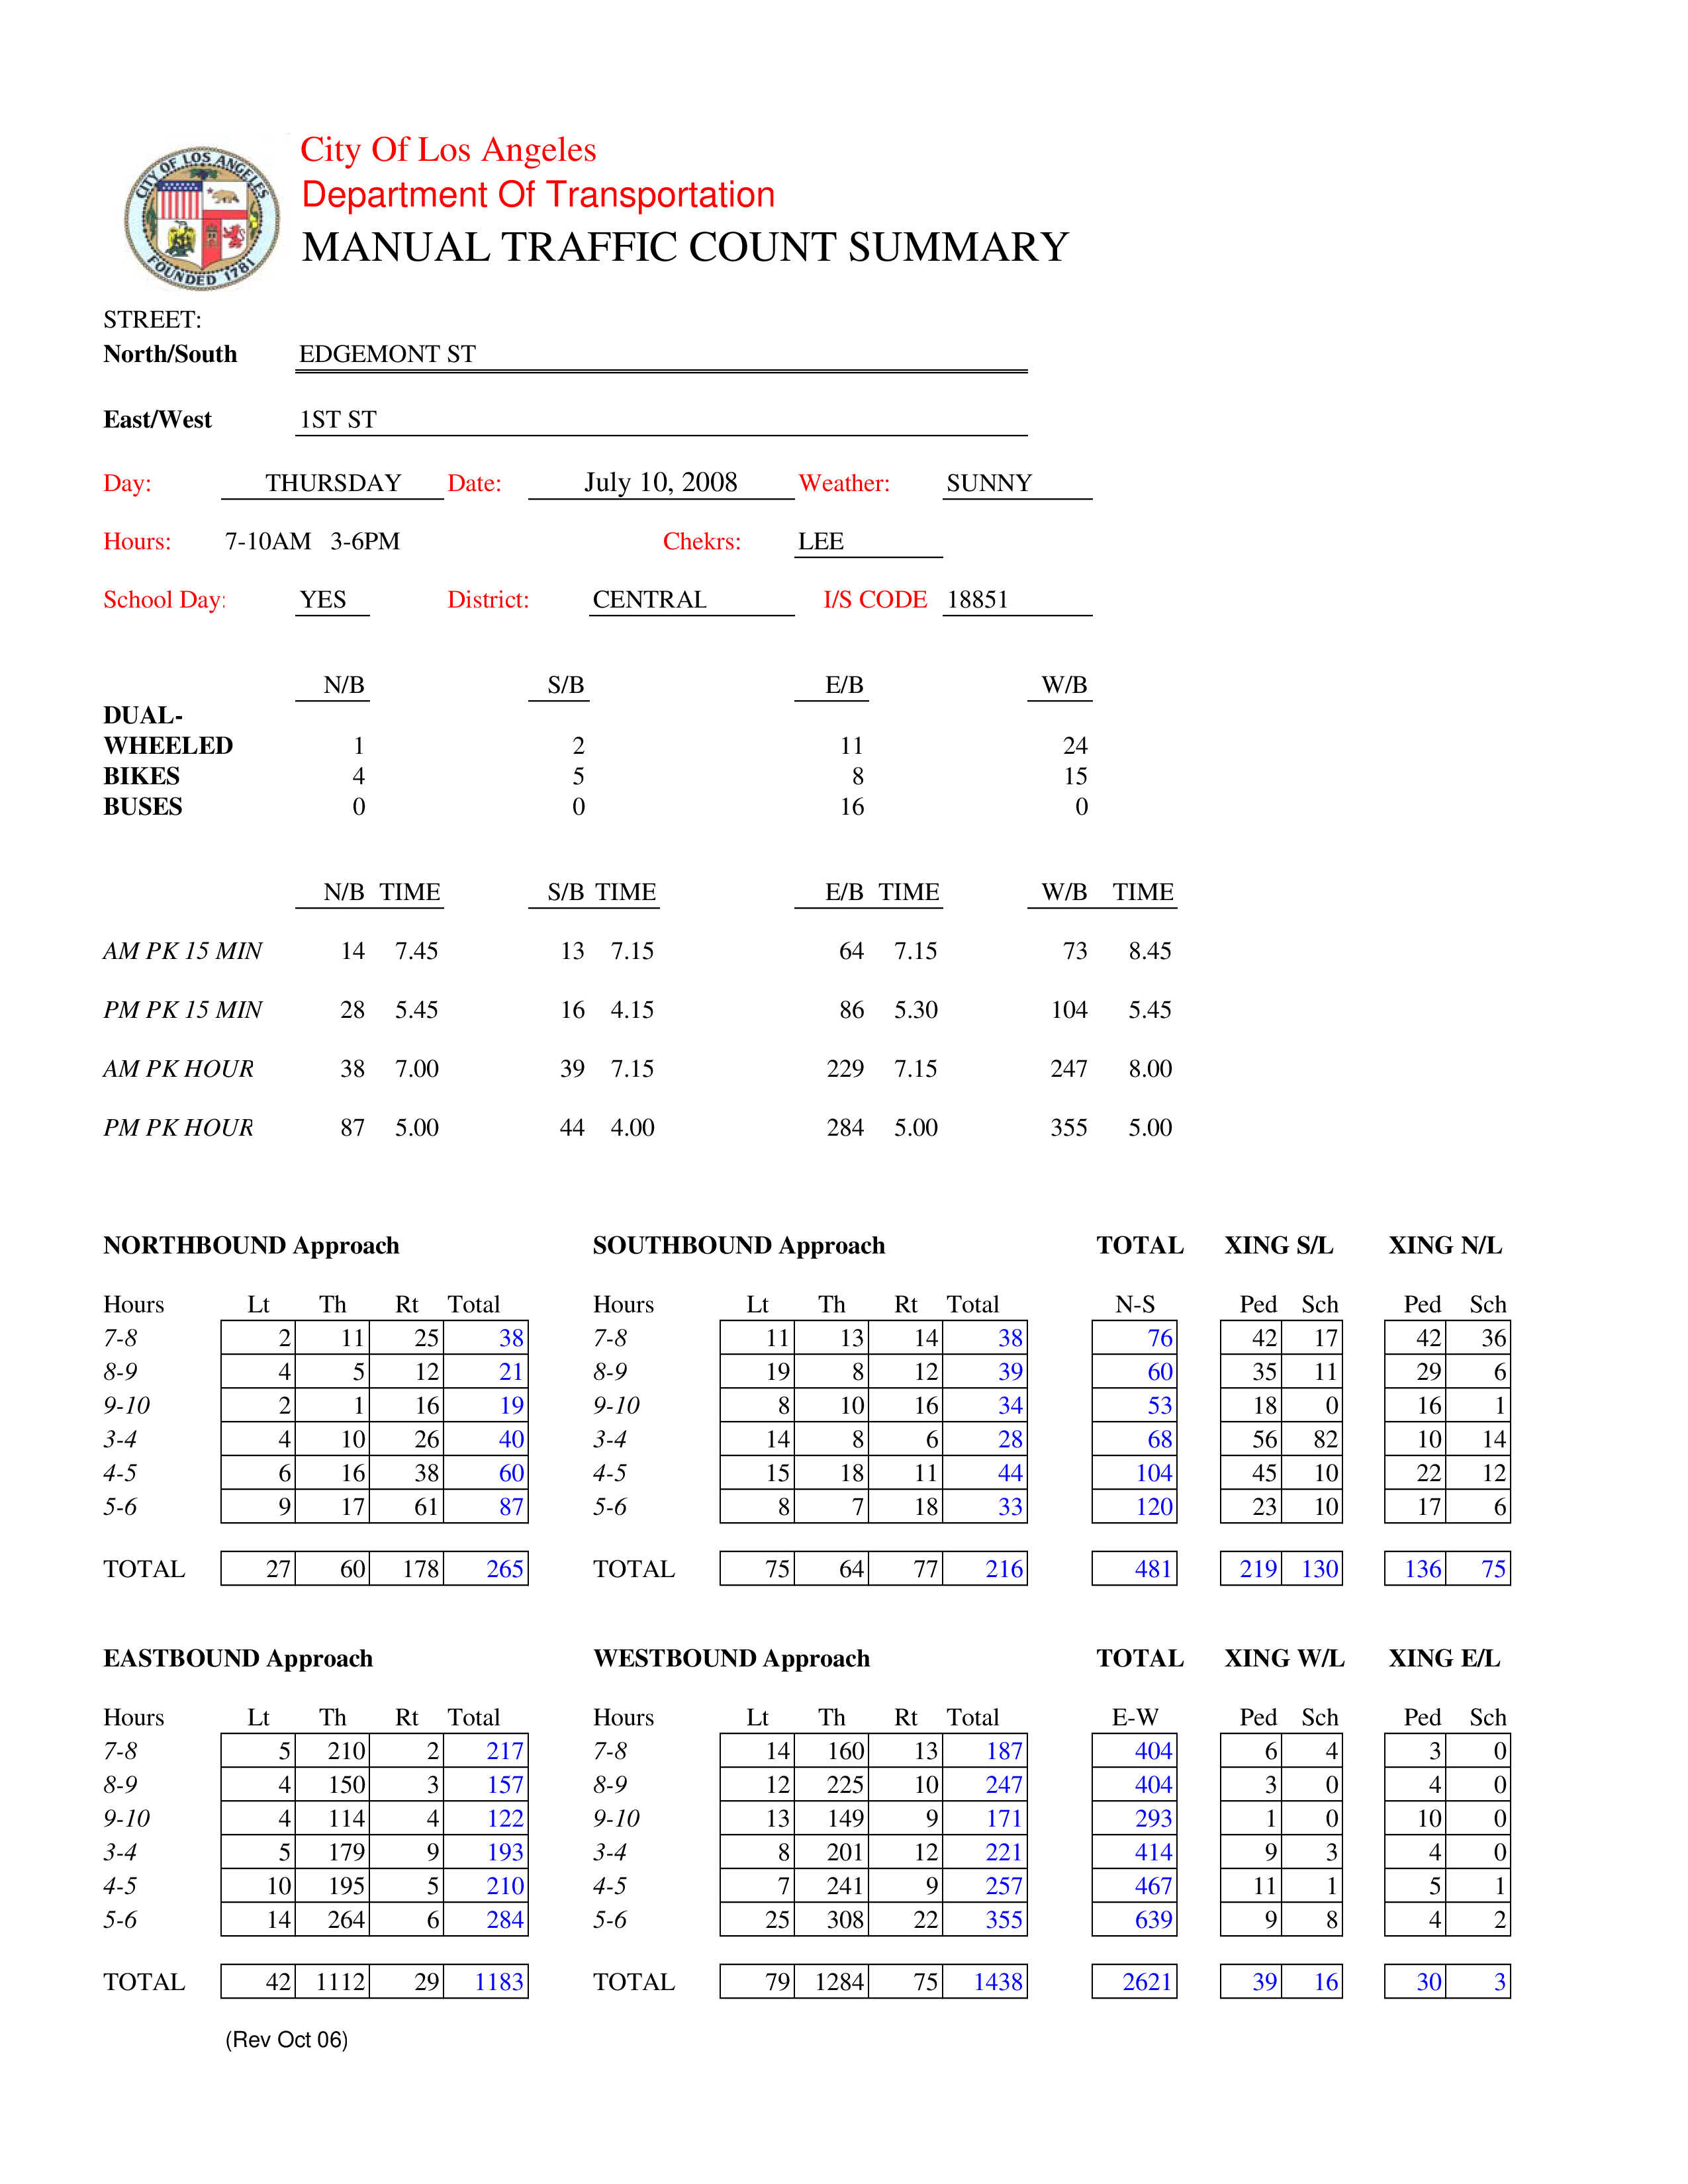 CITY OF LOS ANGELES
FOUNDED 1781
City Of Los Angeles
Department Of Transportation
MANUAL TRAFFIC COUNT SUMMARY
STREET:
North/South EDGEMONT ST
East/West 1ST ST
Day: THURSDAY Date: July 10, 2008 Weather: SUNNY
Hours: 7-10AM 3-6PM Chekrs: LEE
School Day: YES District: CENTRAL I/S CODE 18851
N/B S/B E/B W/B
DUAL-
WHEELED 1 2 11 24
BIKES 4 5 8 15
BUSES 0 0 16 0
N/B TIME S/B TIME E/B TIME W/B TIME
AM PK 15 MIN 14 7.45 13 7.15 64 7.15 73 8.45
PM PK 15 MIN 28 5.45 16 4.15 86 5.30 104 5.45
AM PK HOUR 38 7.00 39 7.15 229 7.15 247 8.00
PM PK HOUR 87 5.00 44 4.00 284 5.00 355 5.00
NORTHBOUND Approach SOUTHBOUND Approach TOTAL XING S/L XING N/L
Hours Lt Th Rt Total Hours Lt Th Rt Total N-S Ped Sch Ped Sch
7-8 2 11 25 38 7-8 11 13 14 38 76 42 17 42 36
8-9 4 5 12 21 8-9 19 8 12 39 60 35 11 29 6
9-10 2 1 16 19 9-10 8 10 16 34 53 18 0 16 1
3-4 4 10 26 40 3-4 14 8 6 28 68 56 82 10 14
4-5 6 16 38 60 4-5 15 18 11 44 104 45 10 22 12
5-6 9 17 61 87 5-6 8 7 18 33 120 23 10 17 6
TOTAL 27 60 178 265 TOTAL 75 64 77 216 481 219 130 136 75
EASTBOUND Approach WESTBOUND Approach TOTAL XING W/L XING E/L
Hours Lt Th Rt Total Hours Lt Th Rt Total E-W Ped Sch Ped Sch
7-8 5 210 2 217 7-8 14 160 13 187 404 6 4 3 0
8-9 4 150 3 157 8-9 12 225 10 247 404 3 0 4 0
9-10 4 114 4 122 9-10 13 149 9 171 293 1 0 10 0
3-4 5 179 9 193 3-4 8 201 12 221 414 9 3 4 0
4-5 10 195 5 210 4-5 7 241 9 257 467 11 1 5 1
5-6 14 264 6 284 5-6 25 308 22 355 639 9 8 4 2
TOTAL 42 1112 29 1183 TOTAL 79 1284 75 1438 2621 39 16 30 3
(Rev Oct 06)